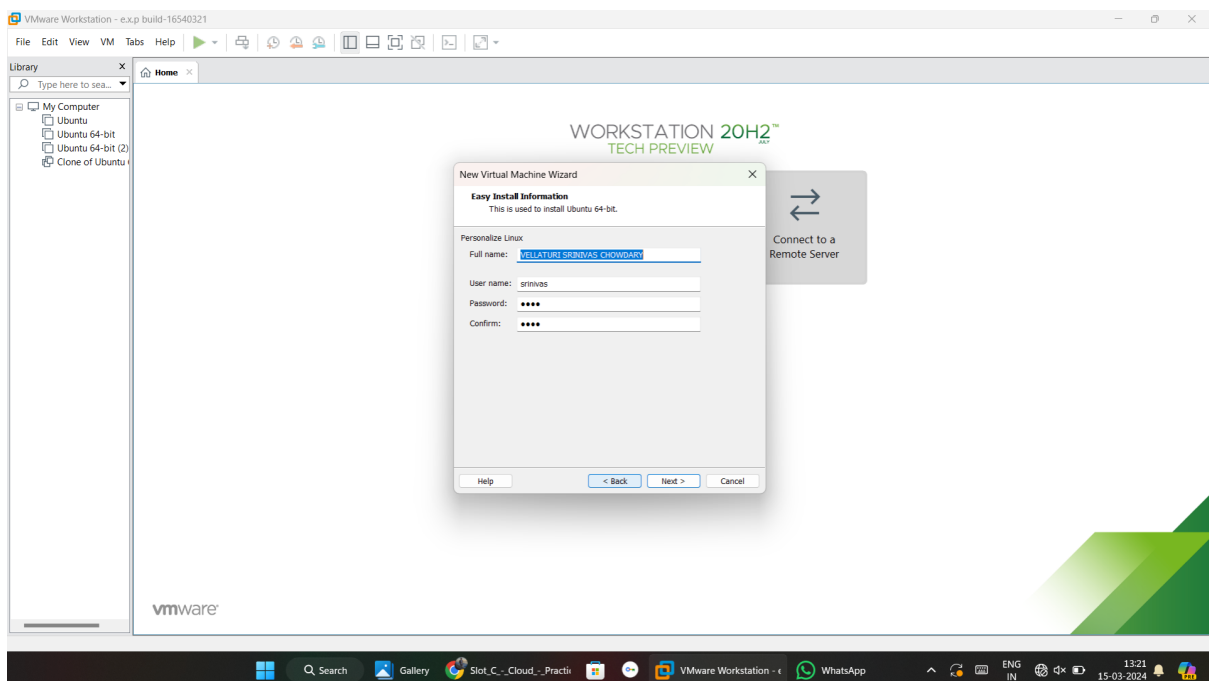 VMware Workstation - e.x.p build-16540321
File Edit View VM Tabs Help
Library X
Type here to sea...
My Computer
Ubuntu
Ubuntu 64-bit
Ubuntu 64-bit (2)
Clone of Ubuntu
Home
WORKSTATION 20H2™
JULY
TECH PREVIEW
Connect to a
Remote Server
New Virtual Machine Wizard
Easy Install Information
This is used to install Ubuntu 64-bit.
Personalize Linux
Full name: VELLATURI SRINIVAS CHOWDARY
User name: srinivas
Password: ●●●●
Confirm: ●●●●
Help < Back Next > Cancel
vmware
Search Gallery Slot_C_-_Cloud_-_Practic VMware Workstation - e WhatsApp
ENG
IN
13:21
15-03-2024
PRE